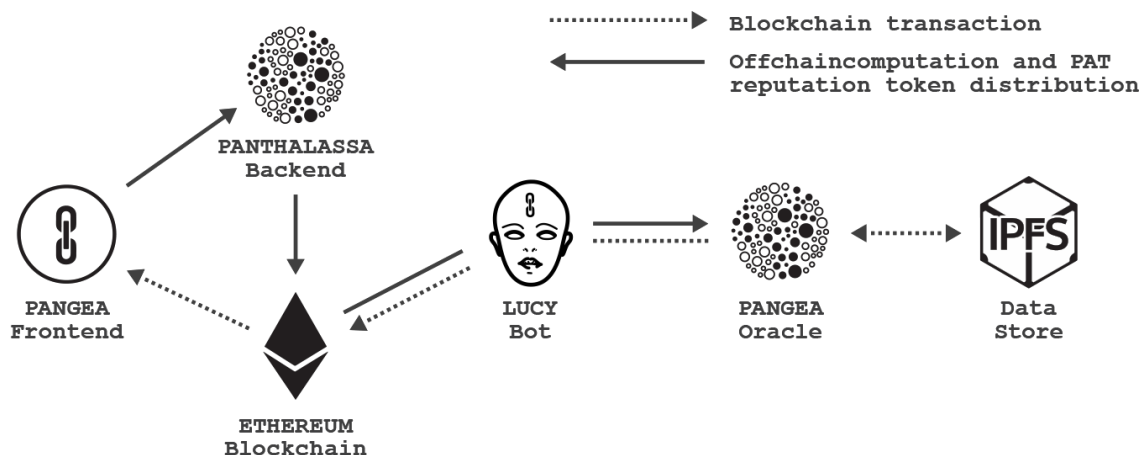 Blockchain transaction
Offchaincomputation and PAT
reputation token distribution
PANTHALASSA
Backend
PANGEA
Frontend
ETHEREUM
Blockchain
LUCY
Bot
PANGEA
Oracle
IPFS
Data
Store